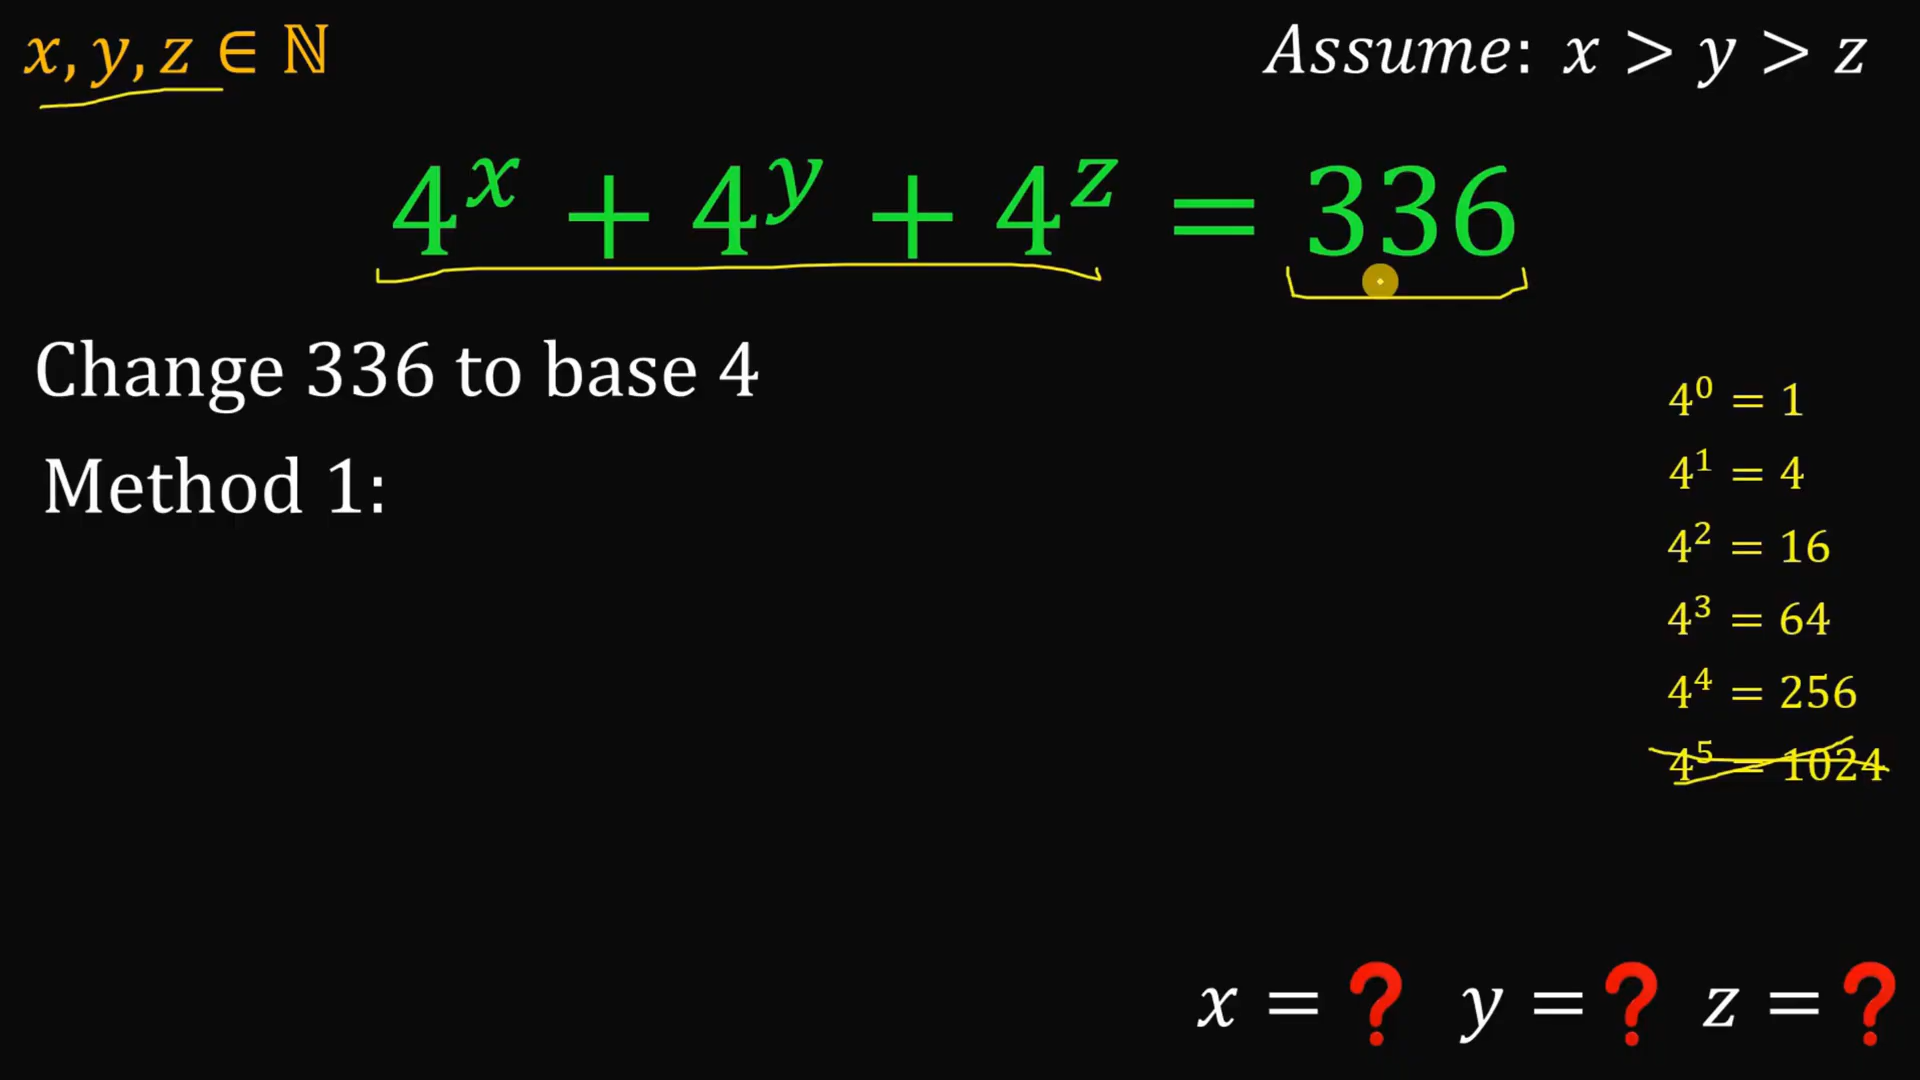 x, y, z ∈ ℕ
Assume: x > y > z
4^x + 4^y + 4^z = 336
Change 336 to base 4
Method 1:
4^0 = 1
4^1 = 4
4^2 = 16
4^3 = 64
4^4 = 256
4^5 = 1024
x = ❓ y = ❓ z = ❓